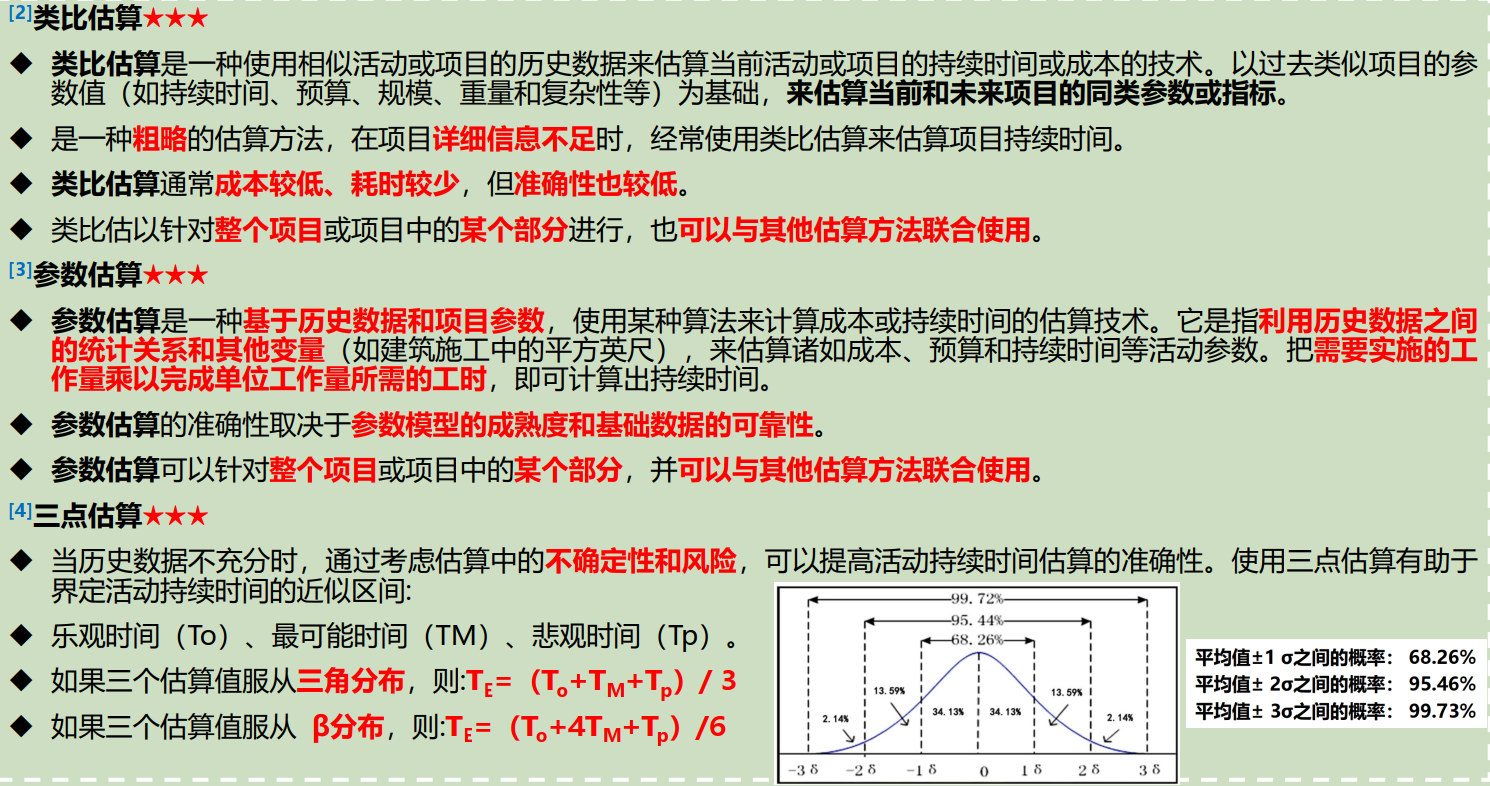 [2]类比估算★★★
◆ 类比估算是一种使用相似活动或项目的历史数据来估算当前活动或项目的持续时间或成本的技术。以过去类似项目的参
数值（如持续时间、预算、规模、重量和复杂性等）为基础，来估算当前和未来项目的同类参数或指标。
◆ 是一种粗略的估算方法，在项目详细信息不足时，经常使用类比估算来估算项目持续时间。
◆ 类比估算通常成本较低、耗时较少，但准确性也较低。
◆ 类比估以针对整个项目或项目中的某个部分进行，也可以与其他估算方法联合使用。
[3]参数估算★★★
◆ 参数估算是一种基于历史数据和项目参数，使用某种算法来计算成本或持续时间的估算技术。它是指利用历史数据之间
的统计关系和其他变量（如建筑施工中的平方英尺），来估算诸如成本、预算和持续时间等活动参数。把需要实施的工
作量乘以完成单位工作量所需的工时，即可计算出持续时间。
◆ 参数估算的准确性取决于参数模型的成熟度和基础数据的可靠性。
◆ 参数估算可以针对整个项目或项目中的某个部分，并可以与其他估算方法联合使用。
[4]三点估算★★★
◆ 当历史数据不充分时，通过考虑估算中的不确定性和风险，可以提高活动持续时间估算的准确性。使用三点估算有助于
界定活动持续时间的近似区间:
◆ 乐观时间（To）、最可能时间（TM）、悲观时间（Tp）。
◆ 如果三个估算值服从三角分布，则:TE=（To+TM+Tp）/ 3
◆ 如果三个估算值服从 β分布，则:TE=（To+4TM+Tp）/6
99.72%
95.44%
68.26%
13.59% 13.59%
34.13% 34.13%
2.14% 2.14%
-3δ -2δ -1δ 0 1δ 2δ 3δ
平均值±1 σ之间的概率： 68.26%
平均值± 2σ之间的概率： 95.46%
平均值± 3σ之间的概率： 99.73%